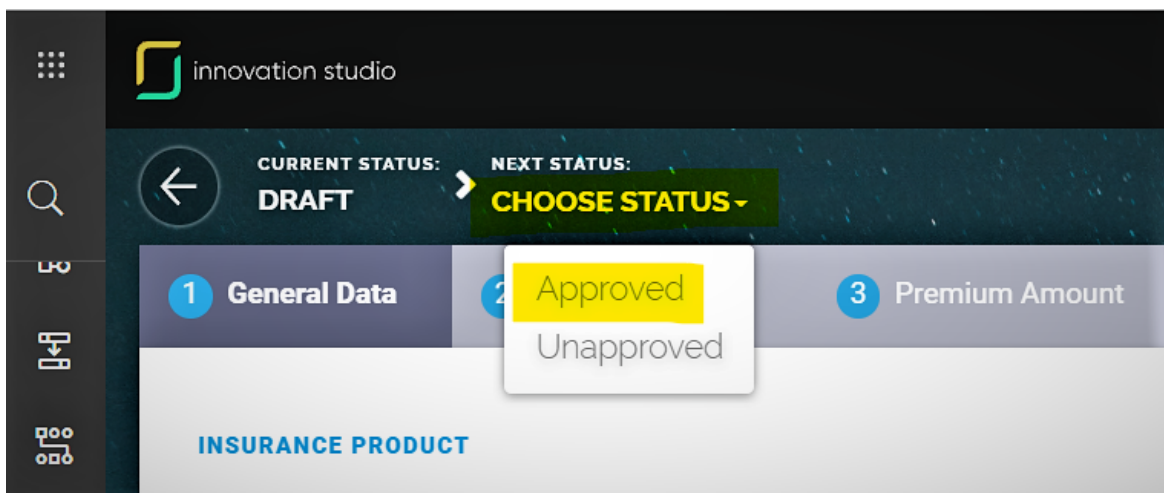 innovation studio
CURRENT STATUS:
DRAFT
NEXT STATUS:
CHOOSE STATUS
1 General Data
2
3 Premium Amount
Approved
Unapproved
INSURANCE PRODUCT